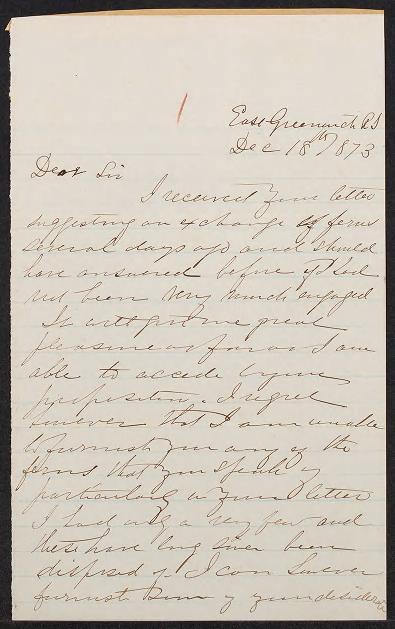 East Greenwich R I
Dec 18th 1873
Dear Sir
I received your letter
suggesting an exchange of ferns
several days ago and should
have answered before if I had
not been very much engaged
It will give me great
pleasure as far as I am
able to accede to your
proposition. I regret
however that I am unable
to furnish you any of the
ferns that you speak of
particularly in your letter
I had only a very few and
these have long since been
disposed of. I can however
furnish some of your desiderata